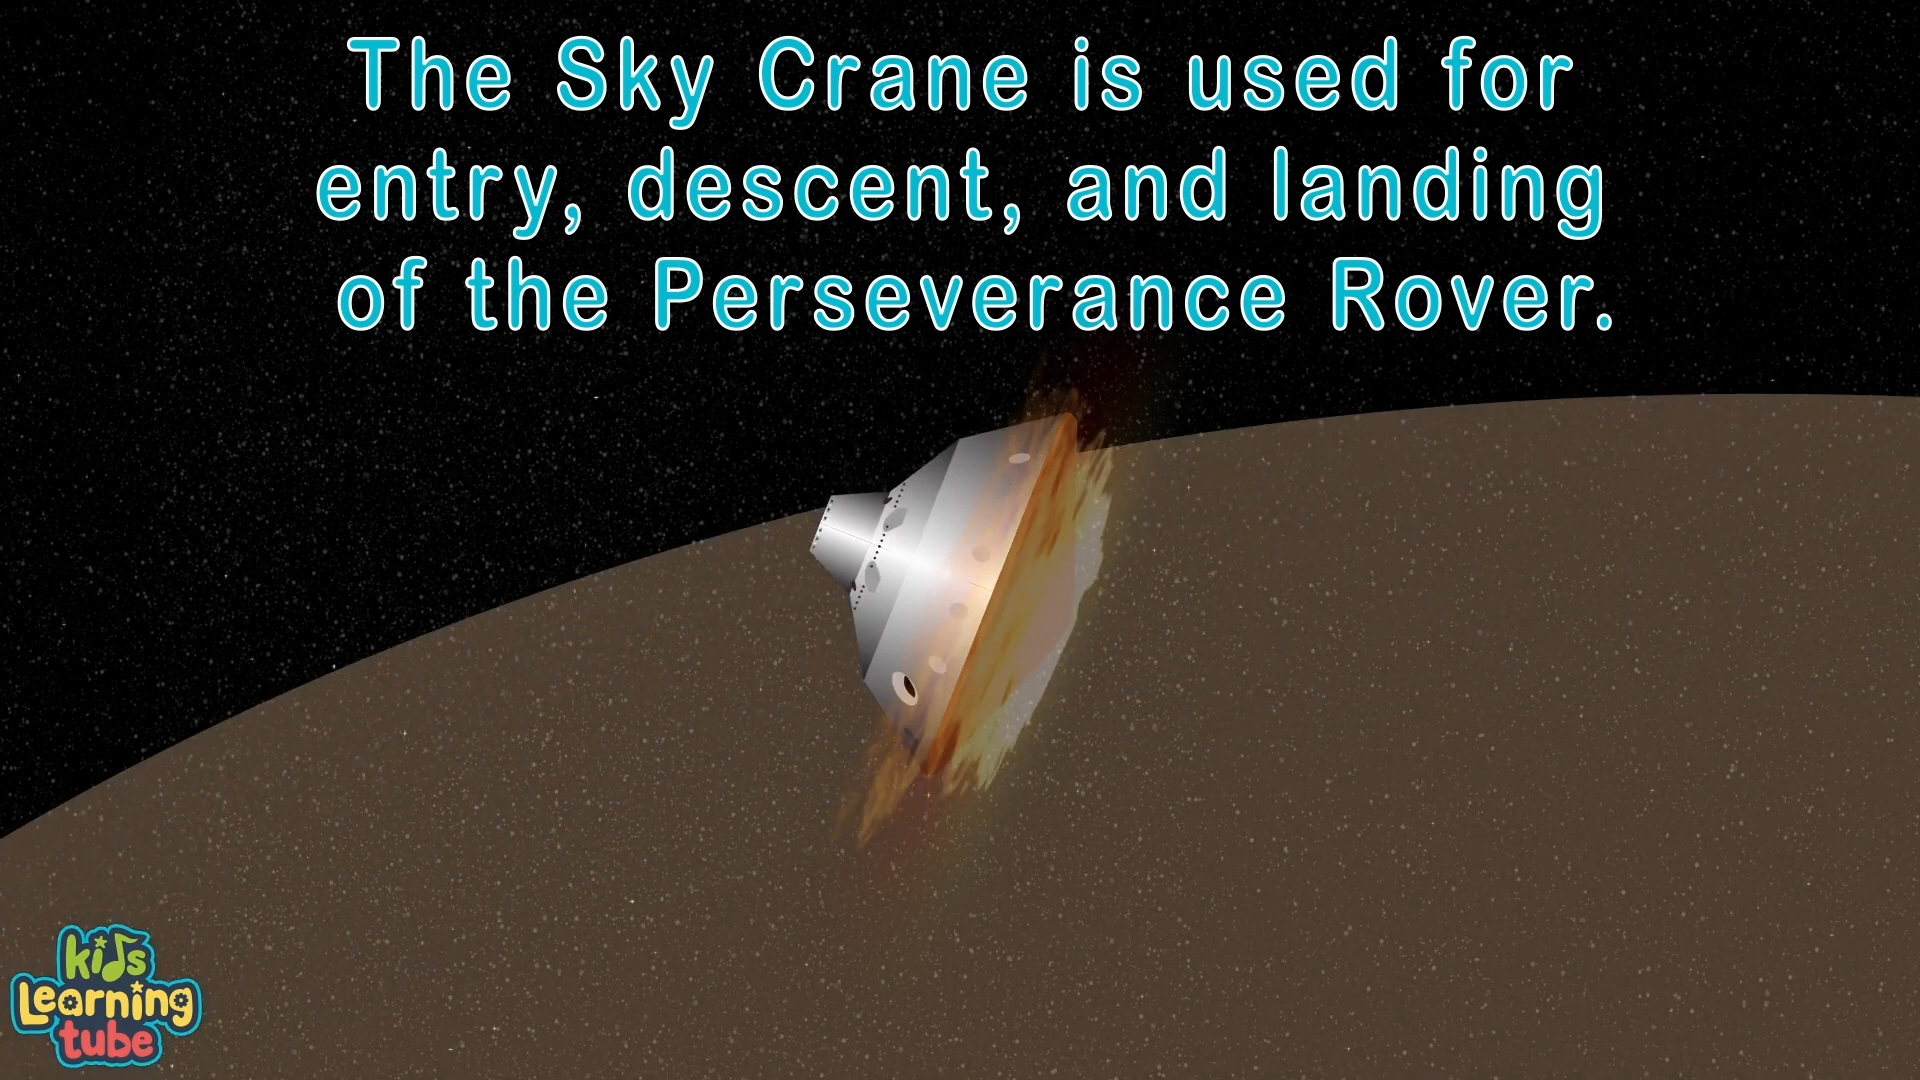 The Sky Crane is used for
entry, descent, and landing
of the Perseverance Rover.
kids
Learning
tube